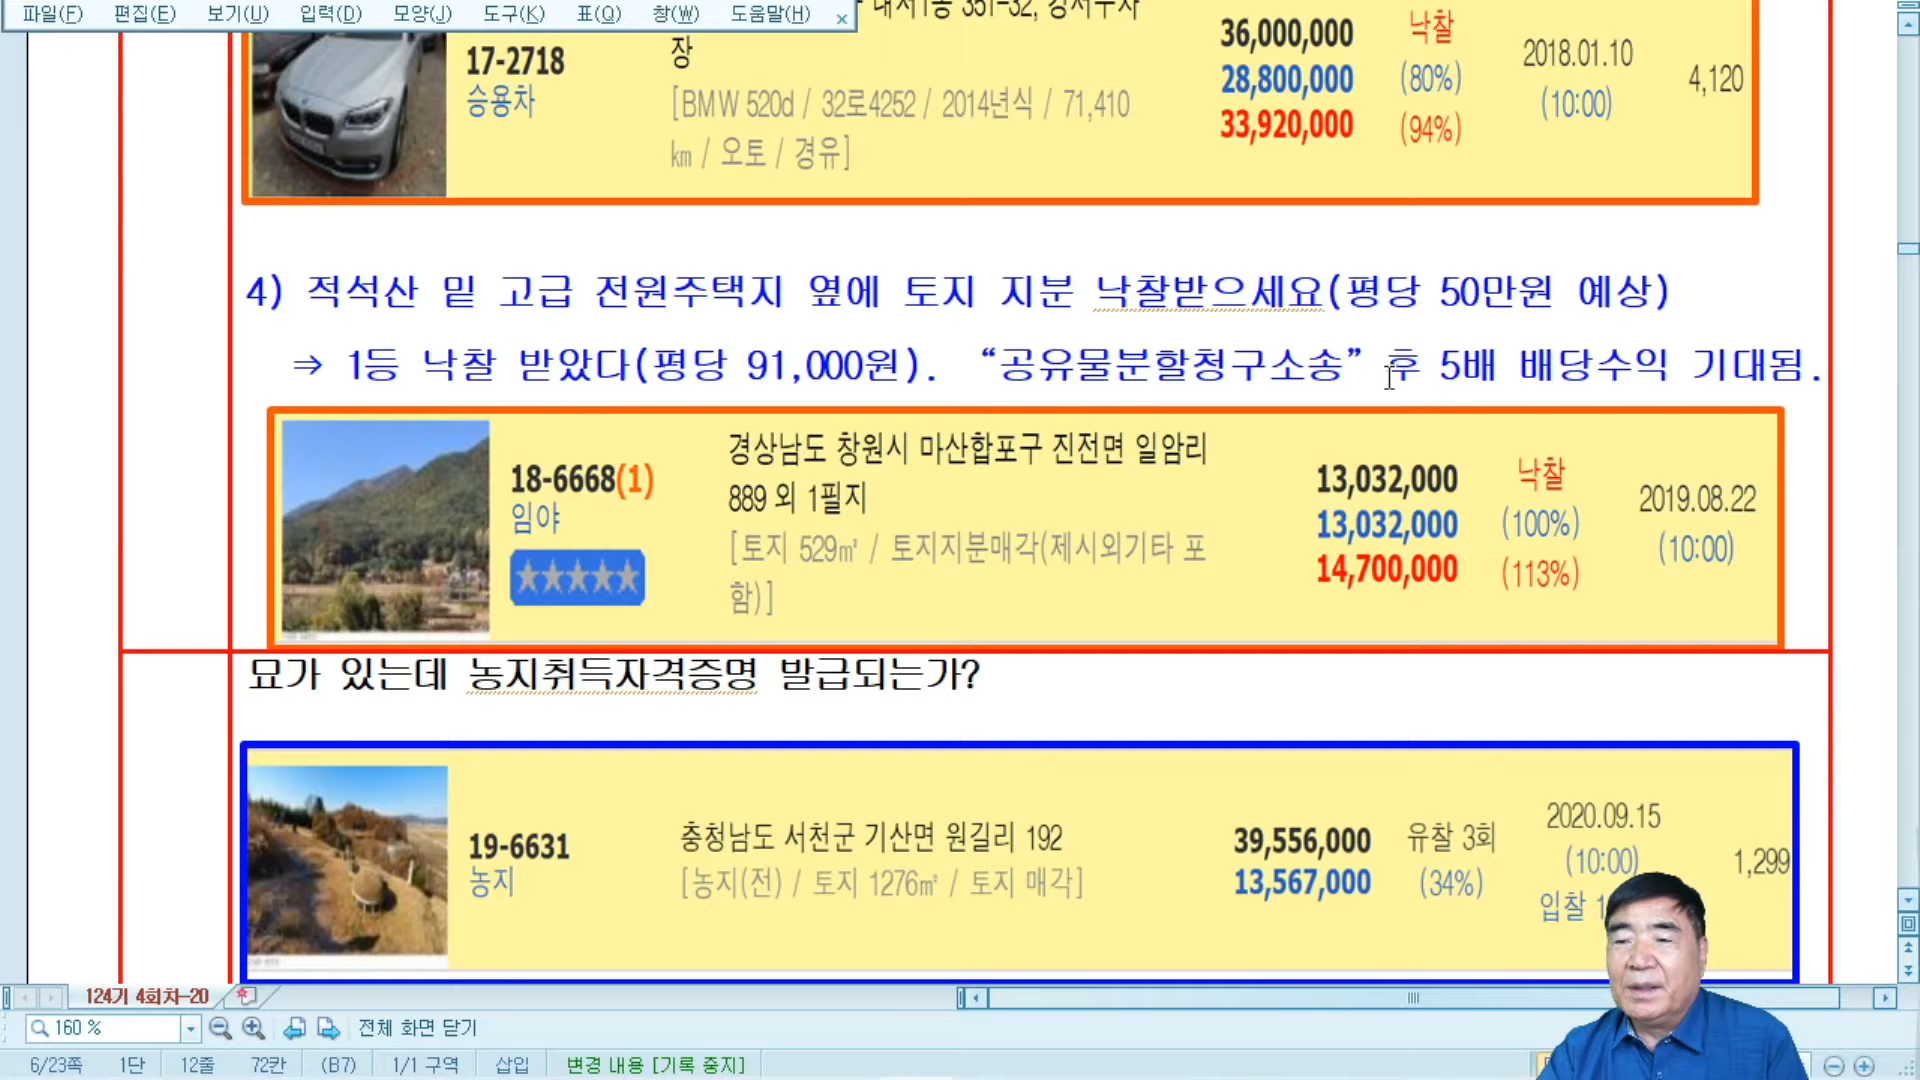 파일(F) 편집(E) 보기(U) 입력(D) 모양(J) 도구(K) 표(Q) 창(W) 도움말(H) x
대저1동 351-32, 강서주차
장
17-2718
승용차
[BMW 520d / 32로4252 / 2014년식 / 71,410
km / 오토 / 경유]
36,000,000 낙찰
28,800,000 (80%)
33,920,000 (94%)
2018.01.10
(10:00)
4,120
4) 적석산 밑 고급 전원주택지 옆에 토지 지분 낙찰받으세요(평당 50만원 예상)
⇒ 1등 낙찰 받았다(평당 91,000원). “공유물분할청구소송” 후 5배 배당수익 기대됨.
18-6668(1)
임야
★★★★★
경상남도 창원시 마산합포구 진전면 일암리
889 외 1필지
[토지 529㎡ / 토지지분매각(제시외기타 포
함)]
13,032,000 낙찰
13,032,000 (100%)
14,700,000 (113%)
2019.08.22
(10:00)
묘가 있는데 농지취득자격증명 발급되는가?
19-6631
농지
충청남도 서천군 기산면 원길리 192
[농지(전) / 토지 1276㎡ / 토지 매각]
39,556,000 유찰 3회
13,567,000 (34%)
2020.09.15
(10:00)
입찰
1,299
124기 4회차-20
160 % 전체 화면 닫기
6/23쪽 1단 12줄 72칸 (B7) 1/1 구역 삽입 변경 내용 [기록 중지]